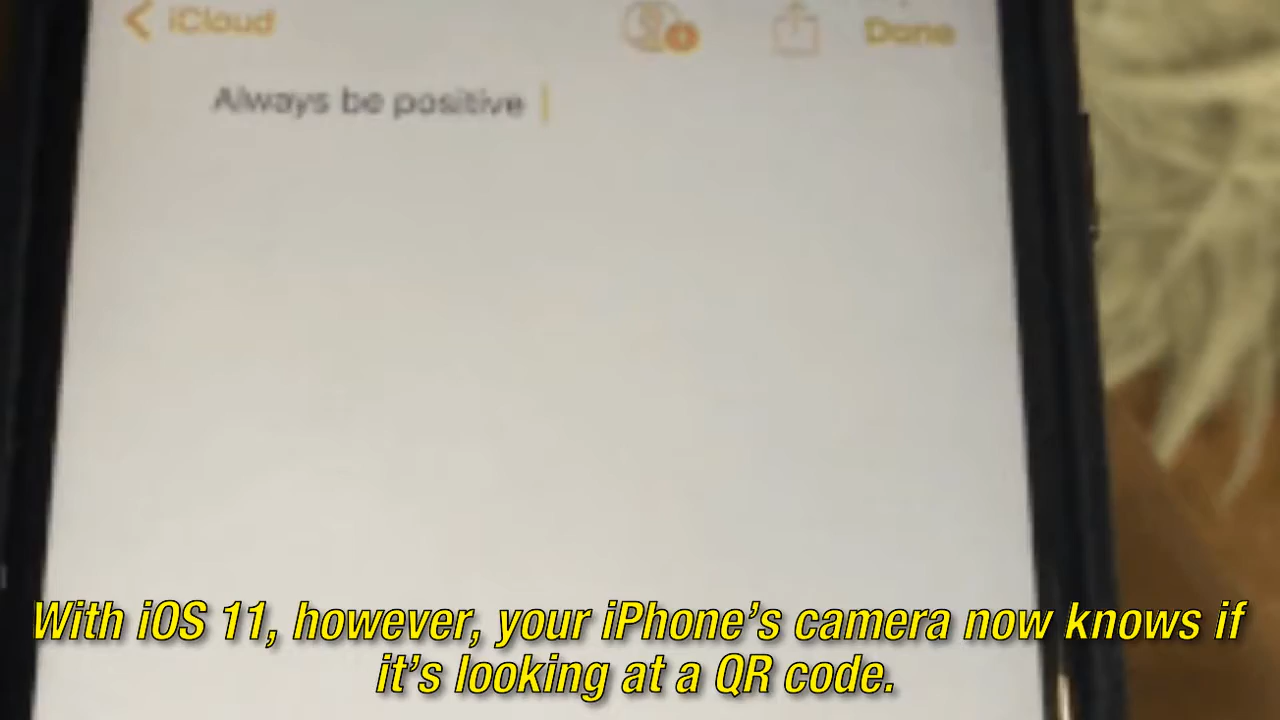 iCloud
Done
Always be positive
With iOS 11, however, your iPhone's camera now knows if
it's looking at a QR code.